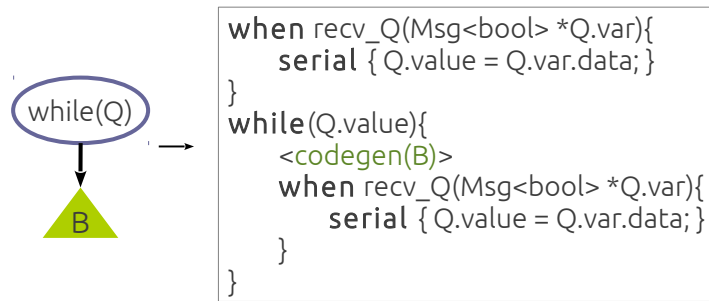 while(Q)
B
when recv_Q(Msg<bool> *Q.var){
    serial { Q.value = Q.var.data; }
}
while(Q.value){
    <codegen(B)>
    when recv_Q(Msg<bool> *Q.var){
        serial { Q.value = Q.var.data; }
    }
}